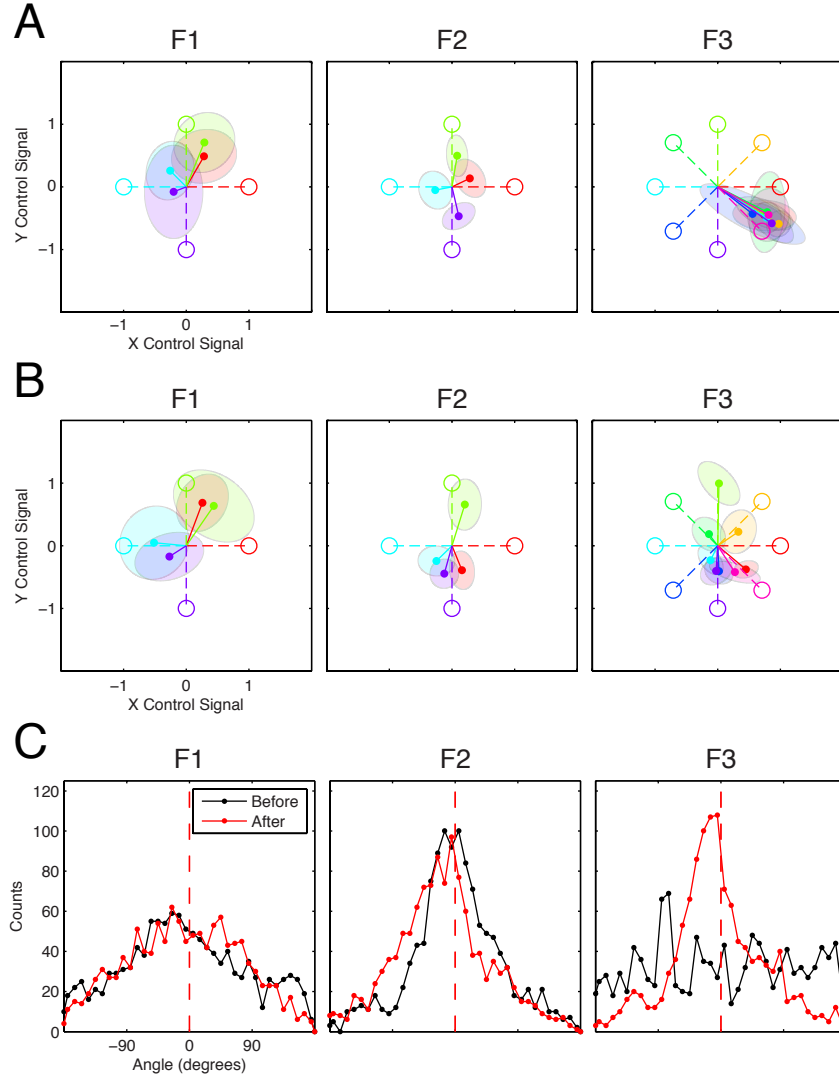 A
F1 F2 F3
1
0
−1
Y Control Signal
−1 0 1
X Control Signal
B
F1 F2 F3
1
0
−1
Y Control Signal
−1 0 1
X Control Signal
C
F1 F2 F3
120
100
80
60
40
20
0
Counts
Before
After
−90 0 90
Angle (degrees)